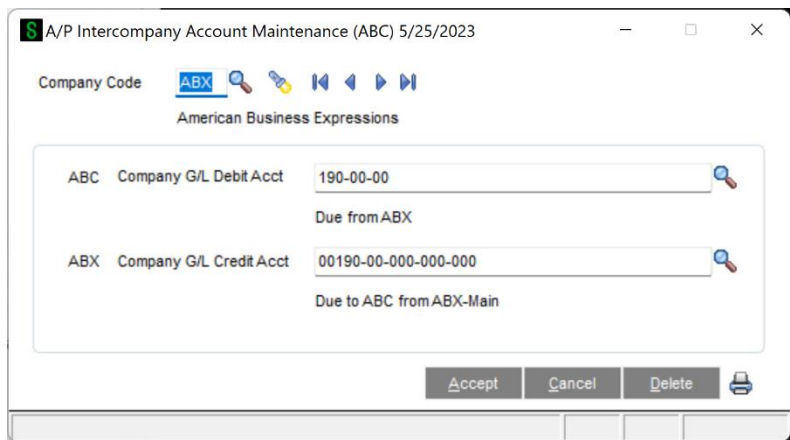 S A/P Intercompany Account Maintenance (ABC) 5/25/2023
Company Code ABX
American Business Expressions
ABC Company G/L Debit Acct 190-00-00
Due from ABX
ABX Company G/L Credit Acct 00190-00-000-000-000
Due to ABC from ABX-Main
Accept Cancel Delete